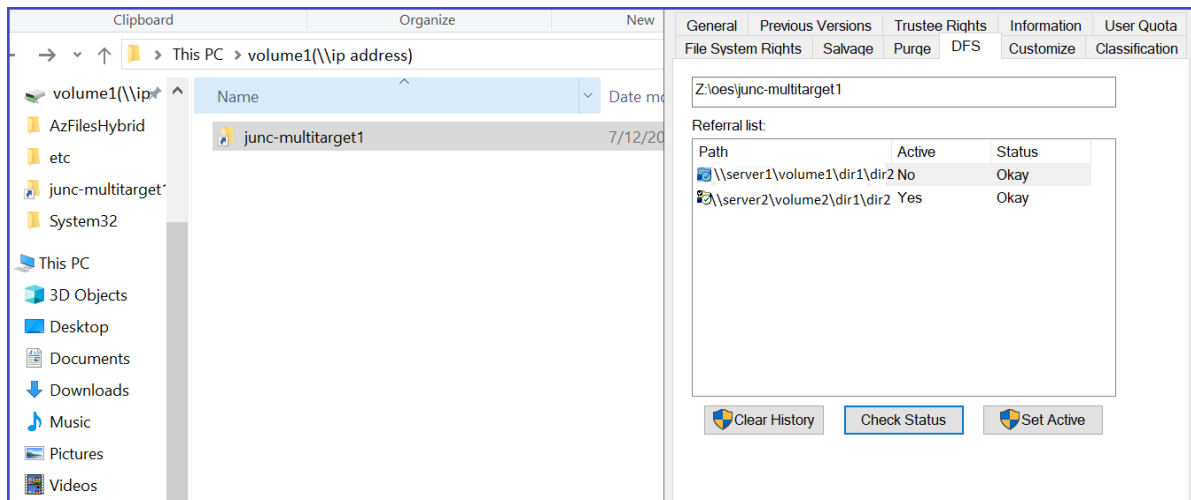 Clipboard
Organize
New
This PC > volume1(\\ip address)
volume1(\\ip
AzFilesHybrid
etc
junc-multitarget1
System32
This PC
3D Objects
Desktop
Documents
Downloads
Music
Pictures
Videos
Name
Date mo
junc-multitarget1
7/12/20
General Previous Versions Trustee Rights Information User Quota
File System Rights Salvage Purge DFS Customize Classification
Z:\oes\junc-multitarget1
Referral list:
Path Active Status
\\server1\volume1\dir1\dir2 No Okay
\\server2\volume2\dir1\dir2 Yes Okay
Clear History Check Status Set Active